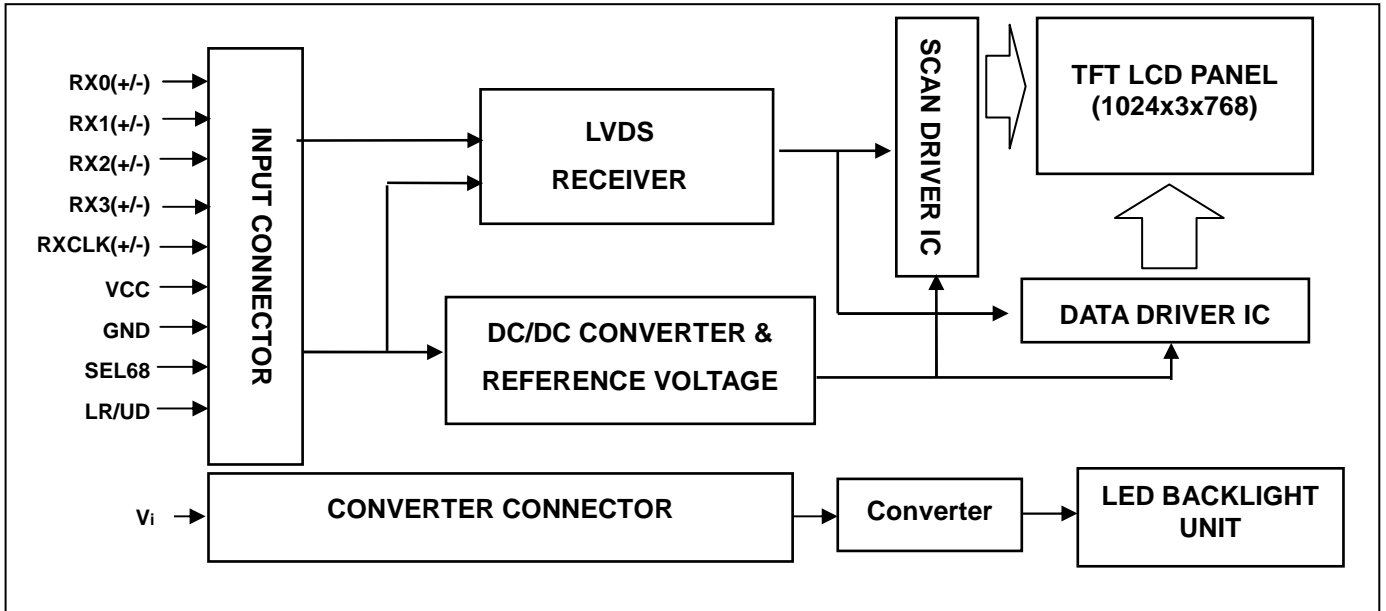 RX0(+/-)
RX1(+/-)
RX2(+/-)
RX3(+/-)
RXCLK(+/-)
VCC
GND
SEL68
LR/UD
INPUT CONNECTOR
LVDS
RECEIVER
DC/DC CONVERTER &
REFERENCE VOLTAGE
SCAN DRIVER IC
TFT LCD PANEL
(1024x3x768)
DATA DRIVER IC
Vi
CONVERTER CONNECTOR
Converter
LED BACKLIGHT
UNIT